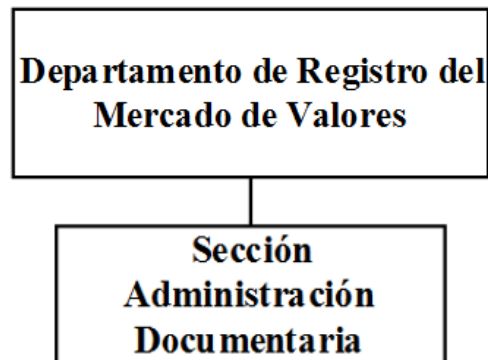 Departamento de Registro del
Mercado de Valores
Sección
Administración
Documentaria